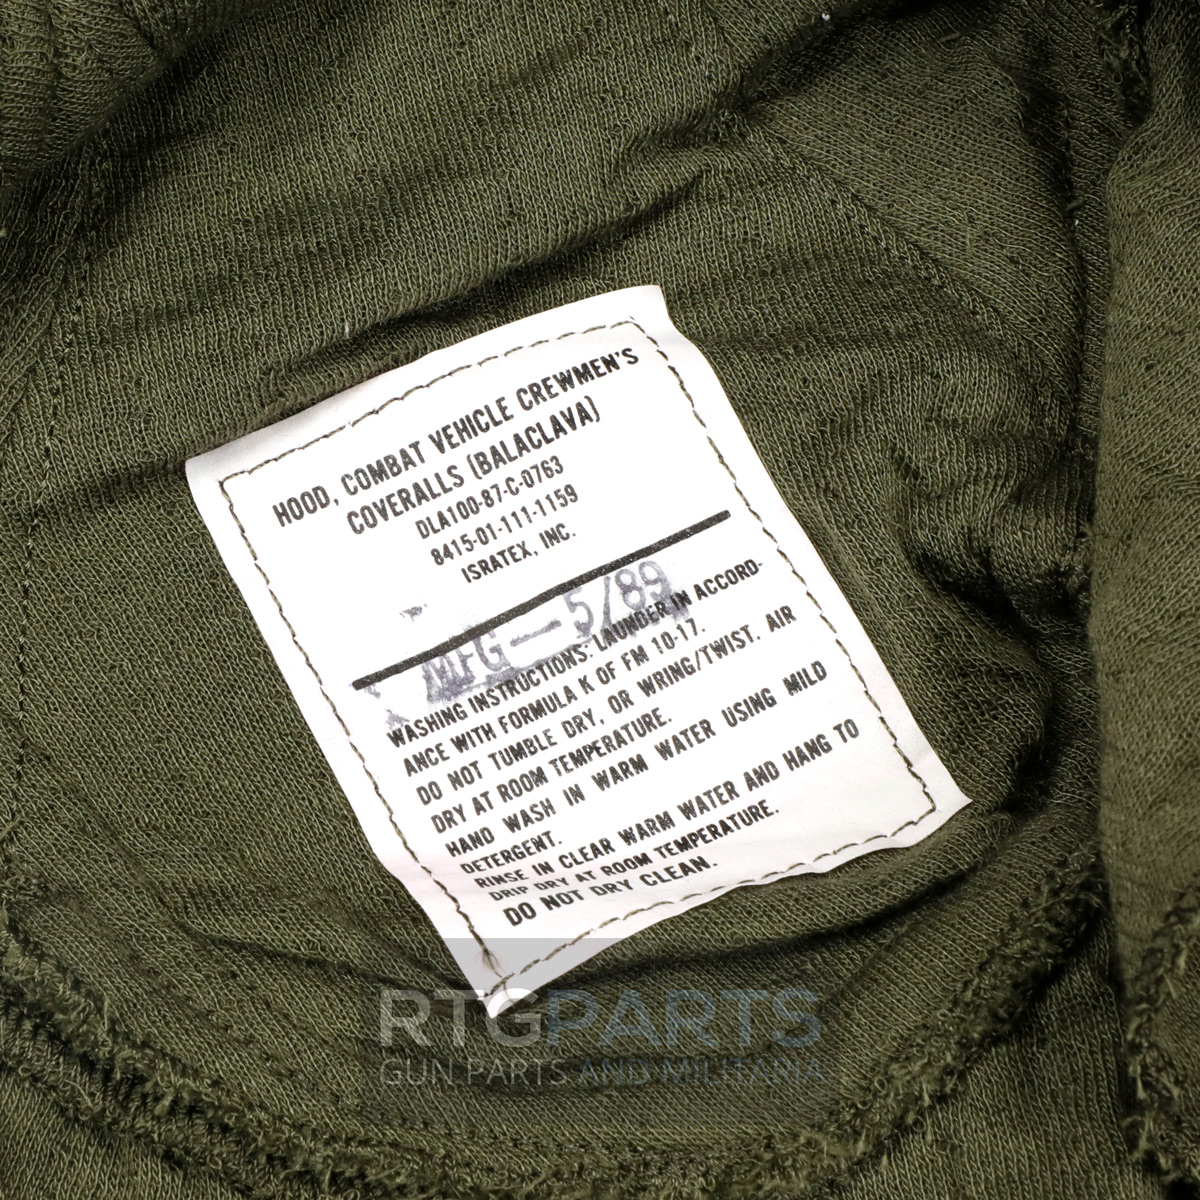 HOOD, COMBAT VEHICLE CREWMEN'S
COVERALLS (BALACLAVA)
DLA100-87-C-0763
8415-01-111-1159
ISRATEX, INC.
MFG-5/89
WASHING INSTRUCTIONS: LAUNDER IN ACCORD-
ANCE WITH FORMULA K OF FM 10-17.
DO NOT TUMBLE DRY, OR WRING/TWIST. AIR
DRY AT ROOM TEMPERATURE.
HAND WASH IN WARM WATER USING MILD
DETERGENT.
RINSE IN CLEAR WARM WATER AND HANG TO
DRIP DRY AT ROOM TEMPERATURE.
DO NOT DRY CLEAN.
RTGPARTS
GUN PARTS AND MILITARIA